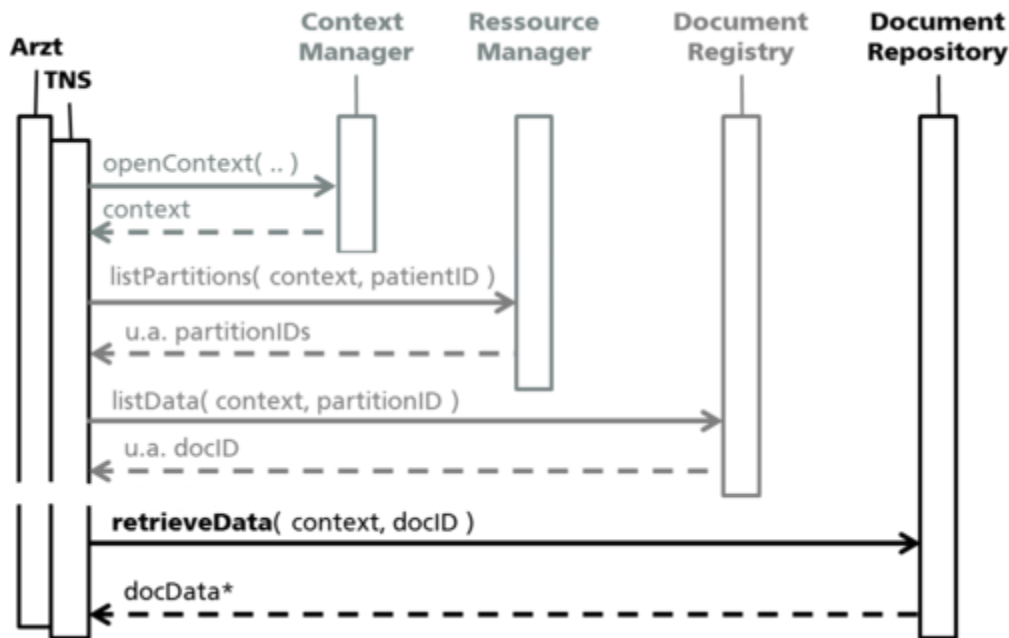 Context Manager
Ressource Manager
Document Registry
Document Repository
Arzt
TNS
openContext( .. )
context
listPartitions( context, patientID )
u.a. partitionIDs
listData( context, partitionID )
u.a. docID
retrieveData( context, docID )
docData*